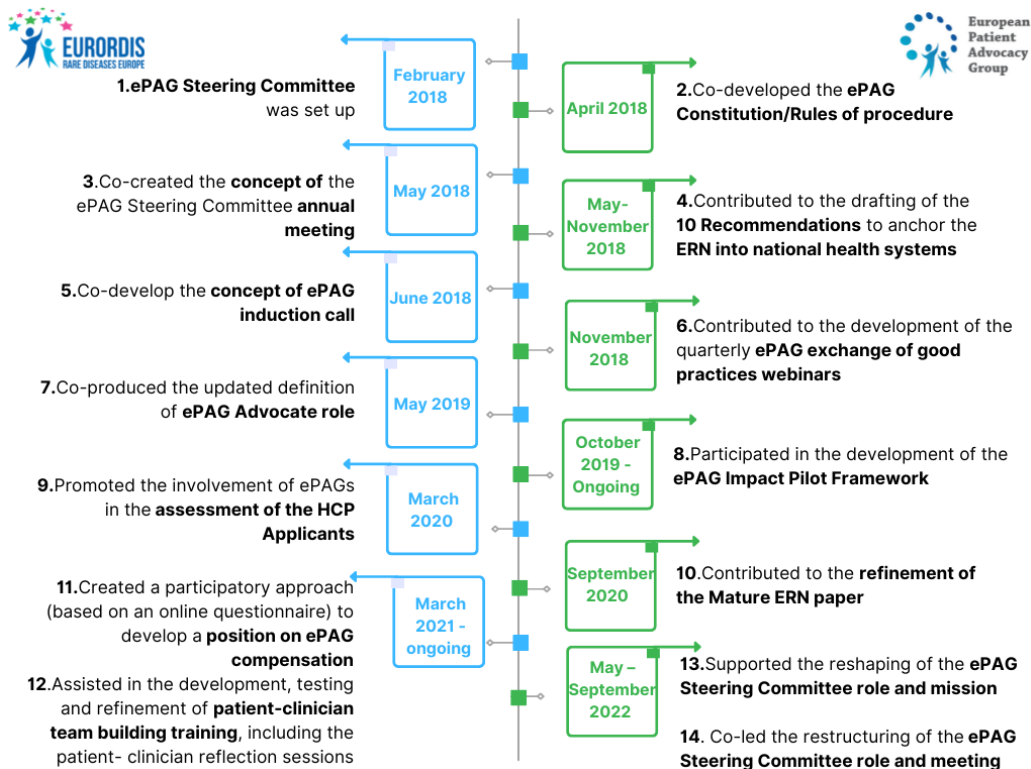 EURORDIS
RARE DISEASES EUROPE
European
Patient
Advocacy
Group
1.ePAG Steering Committee
was set up
February
2018
April 2018
2.Co-developed the ePAG
Constitution/Rules of procedure
3.Co-created the concept of the
ePAG Steering Committee annual
meeting
May 2018
May-
November
2018
4.Contributed to the drafting of the
10 Recommendations to anchor the
ERN into national health systems
5.Co-develop the concept of ePAG
induction call
June 2018
November
2018
6.Contributed to the development of the
quarterly ePAG exchange of good
practices webinars
7.Co-produced the updated definition
of ePAG Advocate role
May 2019
October
2019 -
Ongoing
8.Participated in the development of the
ePAG Impact Pilot Framework
9.Promoted the involvement of ePAGs
in the assessment of the HCP
Applicants
March
2020
September
2020
10.Contributed to the refinement of
the Mature ERN paper
11.Created a participatory approach
(based on an online questionnaire) to
develop a position on ePAG
compensation
12.Assisted in the development, testing
and refinement of patient-clinician
team building training, including the
patient- clinician reflection sessions
March
2021 -
ongoing
May –
September
2022
13.Supported the reshaping of the ePAG
Steering Committee role and mission
14. Co-led the restructuring of the ePAG
Steering Committee role and meeting